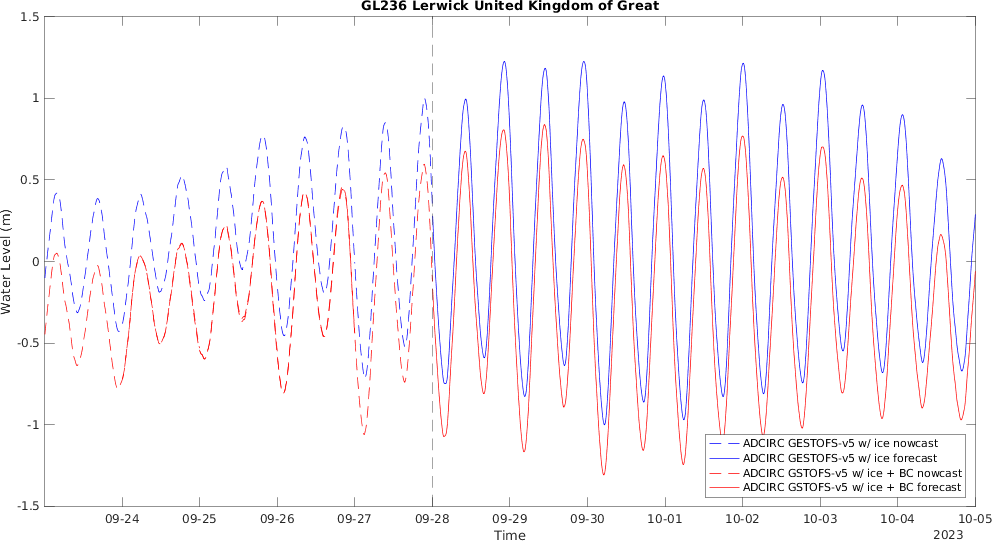 GL236 Lerwick United Kingdom of Great
1.5
1
0.5
0
-0.5
-1
-1.5
Water Level (m)
ADCIRC GESTOFS-v5 w/ ice nowcast
ADCIRC GESTOFS-v5 w/ ice forecast
ADCIRC GSTOFS-v5 w/ ice + BC nowcast
ADCIRC GSTOFS-v5 w/ ice + BC forecast
09-24 09-25 09-26 09-27 09-28 09-29 09-30 10-01 10-02 10-03 10-04 10-05
Time
2023